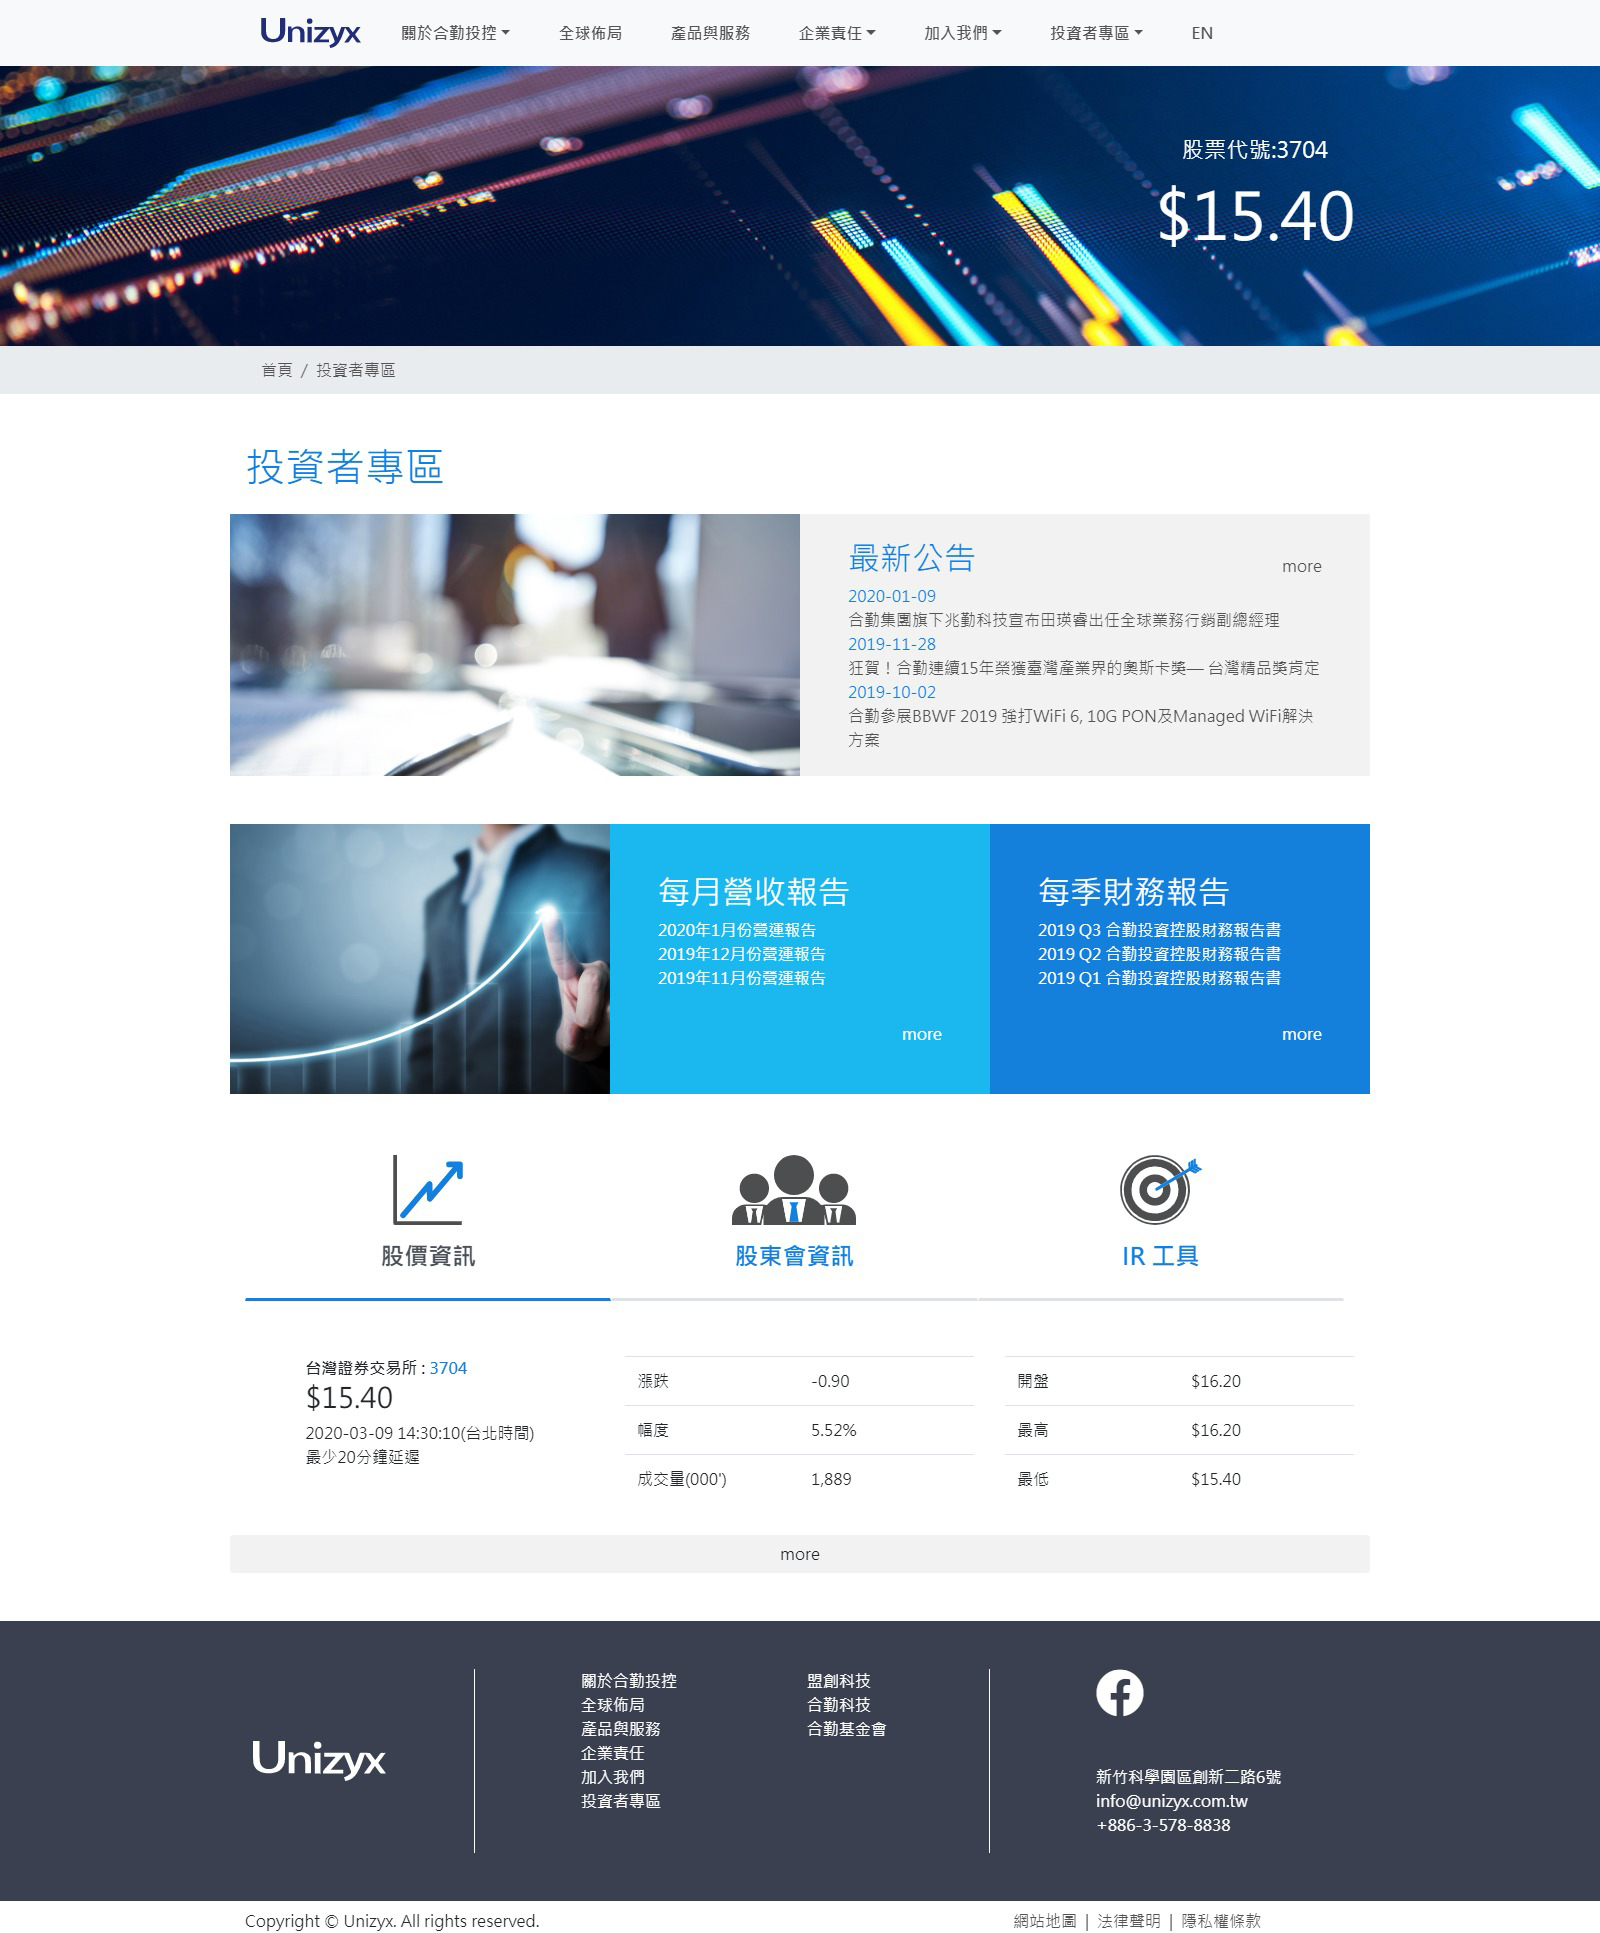 Unizyx
關於合勤投控
全球佈局
產品與服務
企業責任
加入我們
投資者專區
EN
股票代號:3704
$15.40
首頁 / 投資者專區
投資者專區
最新公告
more
2020-01-09
合勤集團旗下兆勤科技宣布田瑛睿出任全球業務行銷副總經理
2019-11-28
狂賀！合勤連續15年榮獲臺灣產業界的奧斯卡獎— 台灣精品獎肯定
2019-10-02
合勤參展BBWF 2019 強打WiFi 6, 10G PON及Managed WiFi解決
方案
每月營收報告
2020年1月份營運報告
2019年12月份營運報告
2019年11月份營運報告
more
每季財務報告
2019 Q3 合勤投資控股財務報告書
2019 Q2 合勤投資控股財務報告書
2019 Q1 合勤投資控股財務報告書
more
股價資訊
股東會資訊
IR 工具
台灣證券交易所 : 3704
$15.40
2020-03-09 14:30:10(台北時間)
最少20分鐘延遲
漲跌 -0.90
幅度 5.52%
成交量(000') 1,889
開盤 $16.20
最高 $16.20
最低 $15.40
more
Unizyx
關於合勤投控
全球佈局
產品與服務
企業責任
加入我們
投資者專區
盟創科技
合勤科技
合勤基金會
新竹科學園區創新二路6號
info@unizyx.com.tw
+886-3-578-8838
Copyright © Unizyx. All rights reserved.
網站地圖 | 法律聲明 | 隱私權條款